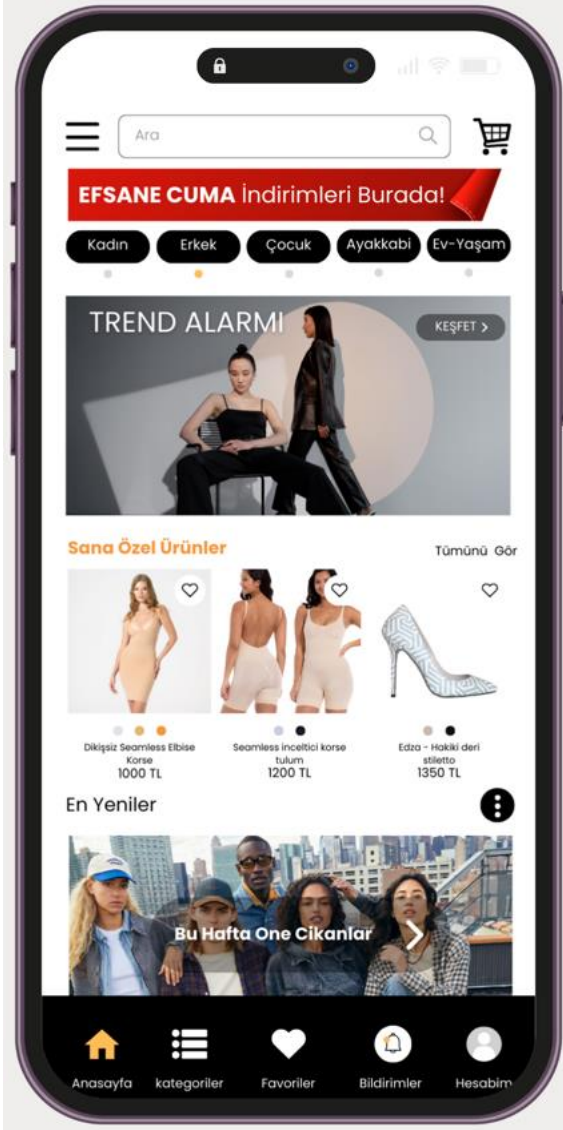 Ara
EFSANE CUMA İndirimleri Burada!
Kadın
Erkek
Çocuk
Ayakkabi
Ev-Yaşam
TREND ALARMI
KEŞFET >
Sana Özel Ürünler
Tümünü Gör
Dikişsiz Seamless Elbise
Korse
1000 TL
Seamless inceltici korse
tulum
1200 TL
Edza - Hakiki deri
stiletto
1350 TL
En Yeniler
Bu Hafta One Cikanlar
Anasayfa
kategoriler
Favoriler
Bildirimler
Hesabim